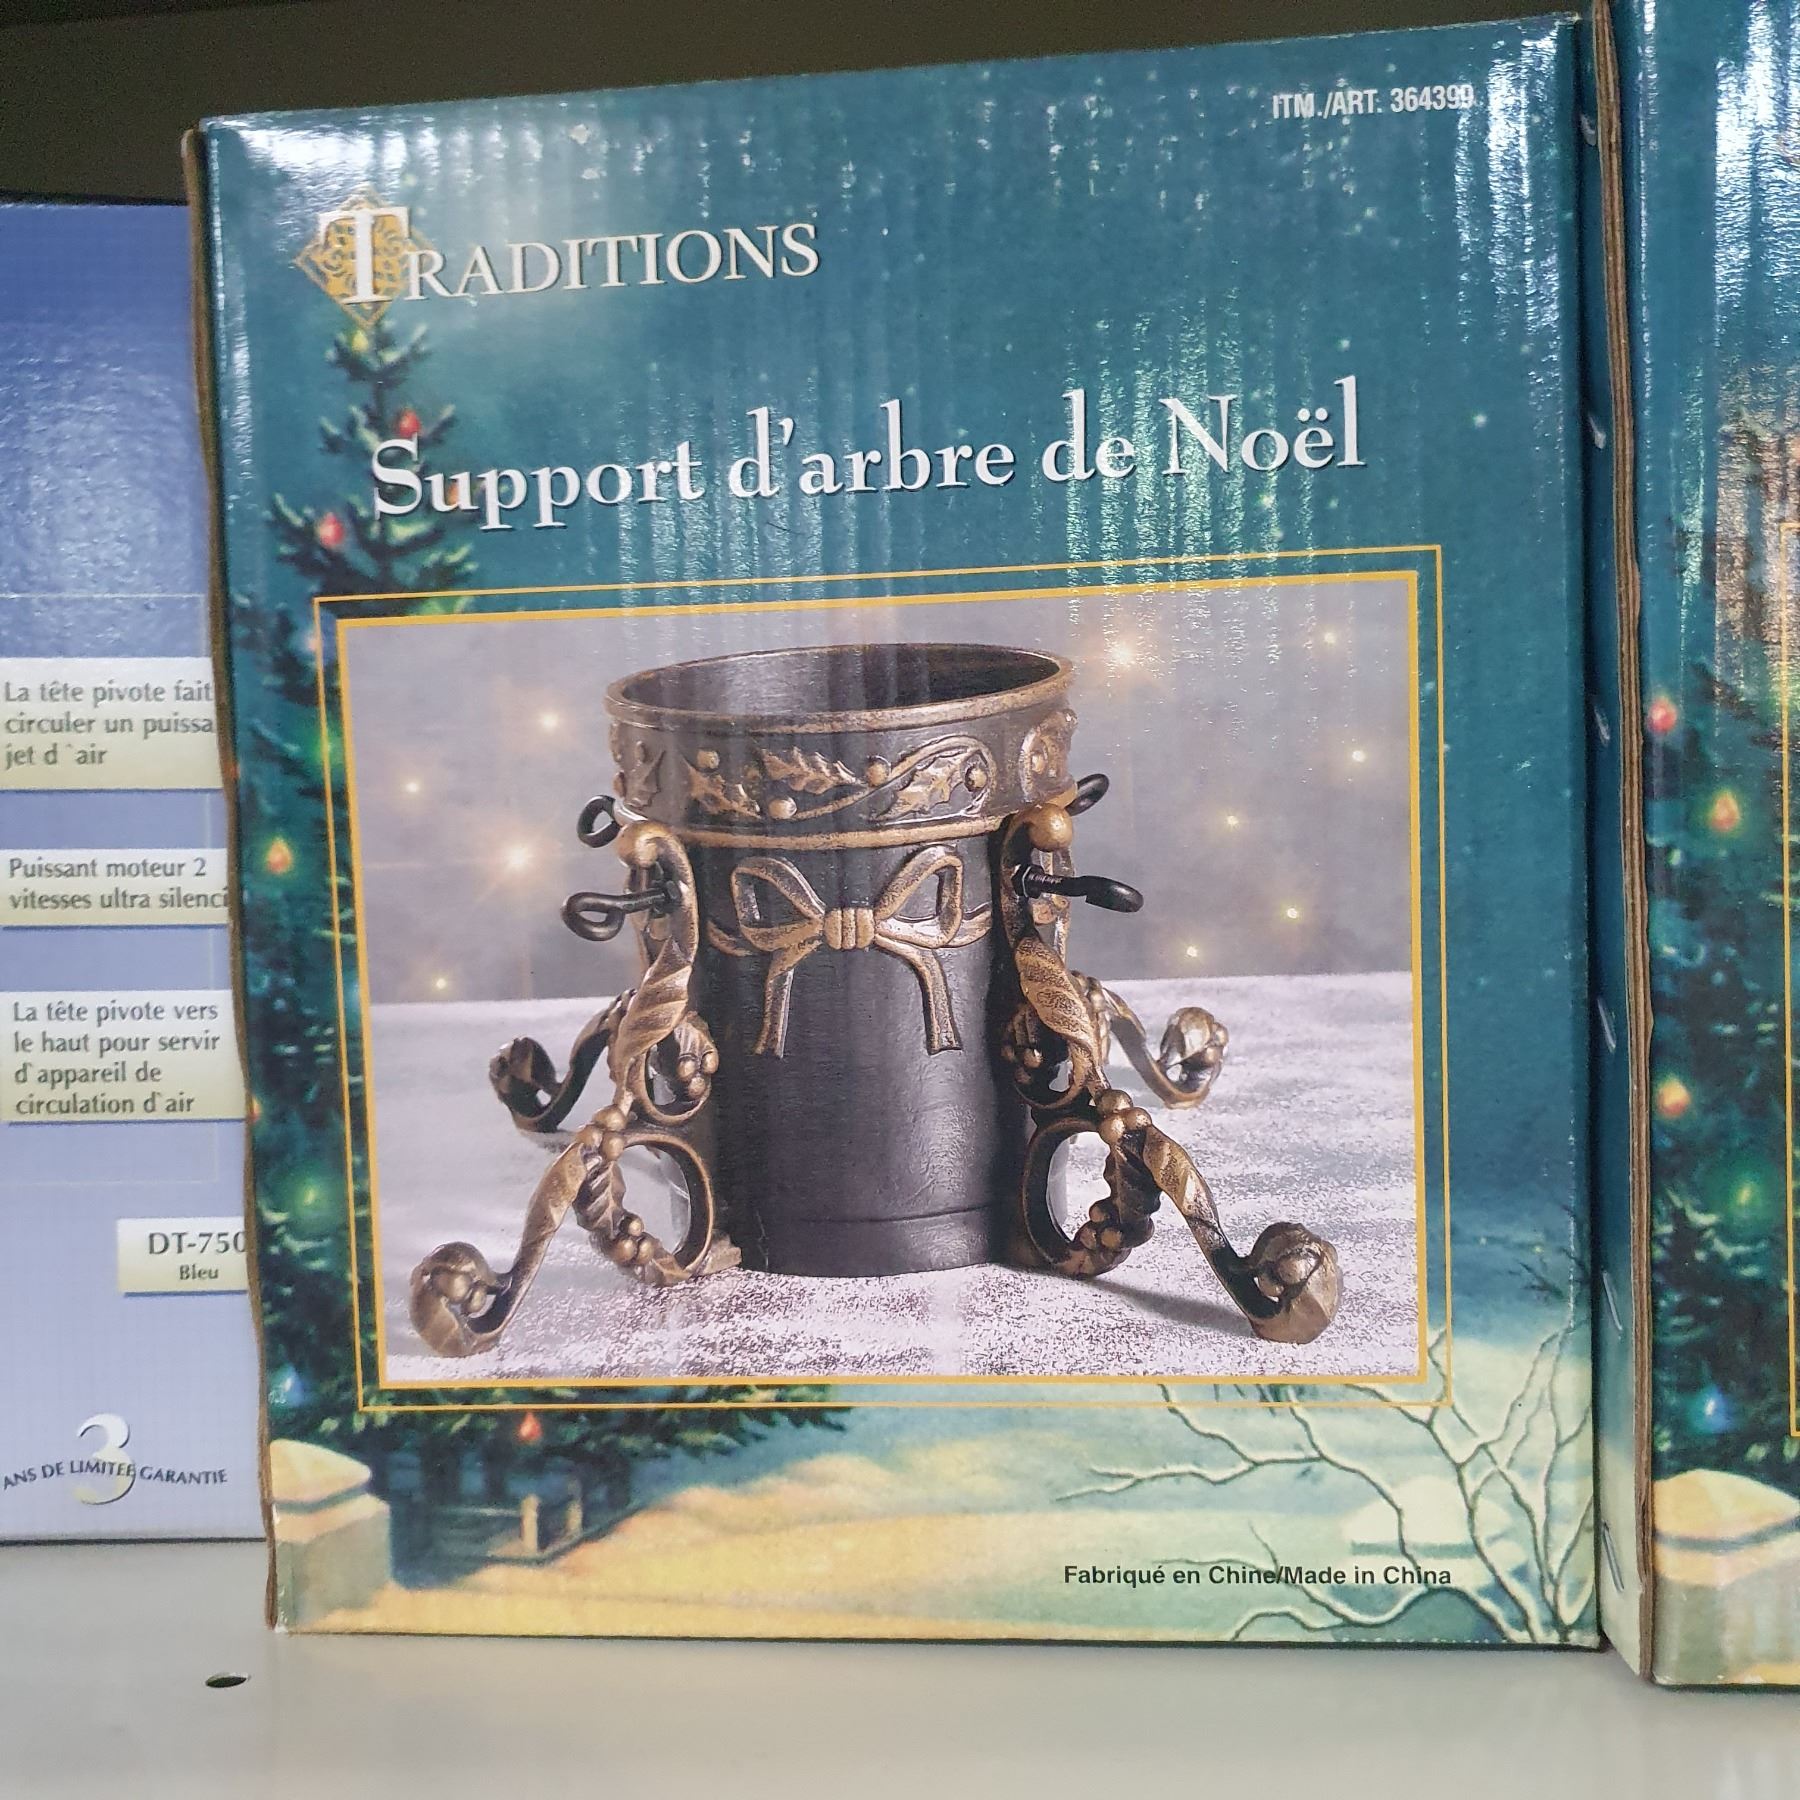 ITM./ART. 364399
TRADITIONS
Support d'arbre de Noël
Fabriqué en Chine/Made in China
La tête pivote fait
circuler un
jet d`air
Puissant moteur 2
vitesses ultra
La tête pivote vers
le haut pour servir
d'appareil de
circulation d'air
DT-750
Bleu
3
ANS DE LIMITEE GARANTIE